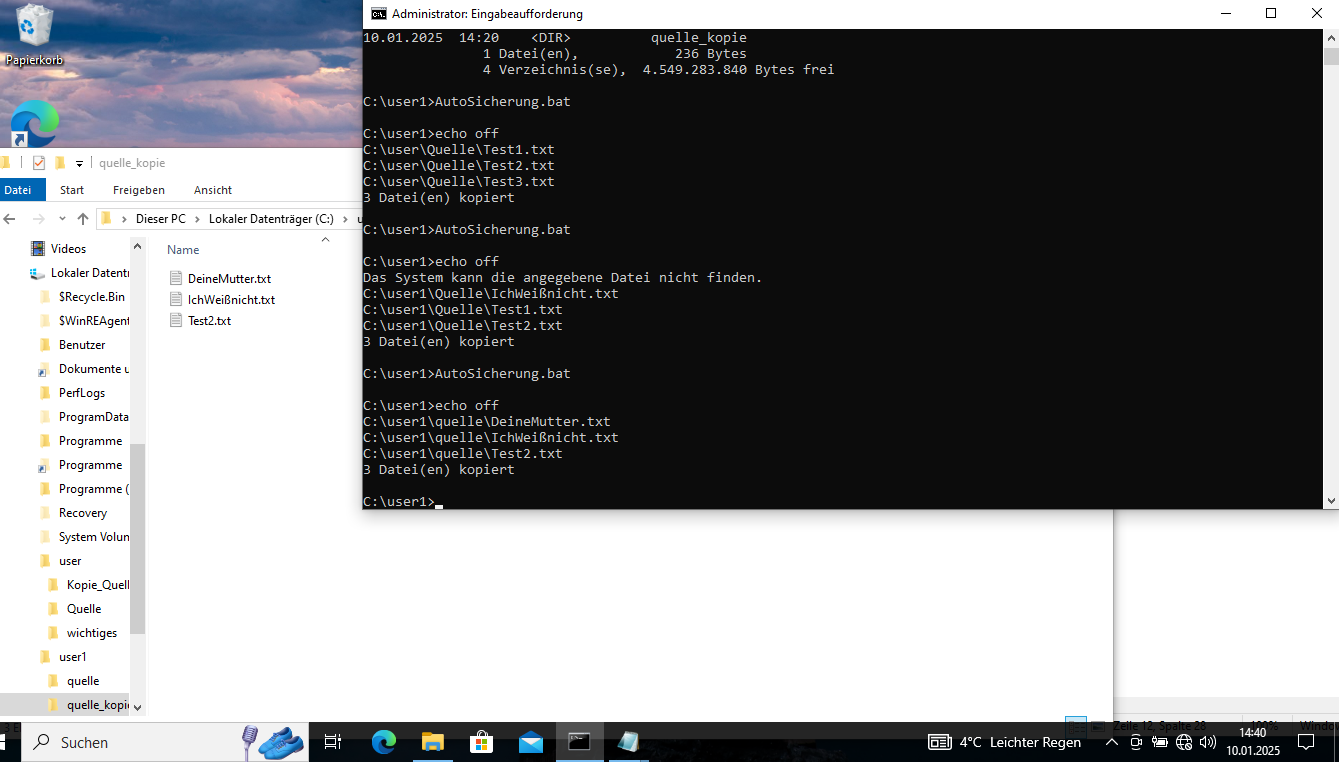 Papierkorb
Administrator: Eingabeaufforderung
10.01.2025  14:20    <DIR>          quelle_kopie
1 Datei(en),            236 Bytes
4 Verzeichnis(se),  4.549.283.840 Bytes frei
C:\user1>AutoSicherung.bat
C:\user1>echo off
C:\user\Quelle\Test1.txt
C:\user\Quelle\Test2.txt
C:\user\Quelle\Test3.txt
3 Datei(en) kopiert
C:\user1>AutoSicherung.bat
C:\user1>echo off
Das System kann die angegebene Datei nicht finden.
C:\user1\Quelle\IchWeißnicht.txt
C:\user1\Quelle\Test1.txt
C:\user1\Quelle\Test2.txt
3 Datei(en) kopiert
C:\user1>AutoSicherung.bat
C:\user1>echo off
C:\user1\quelle\DeineMutter.txt
C:\user1\quelle\IchWeißnicht.txt
C:\user1\quelle\Test2.txt
3 Datei(en) kopiert
C:\user1>
quelle_kopie
Datei Start Freigeben Ansicht
Dieser PC Lokaler Datenträger (C:)
Videos
Lokaler Datentr
$Recycle.Bin
$WinREAgent
Benutzer
Dokumente u
PerfLogs
ProgramData
Programme
Programme
Programme (
Recovery
System Volun
user
Kopie_Quell
Quelle
wichtiges
user1
quelle
quelle_kopie
Name
DeineMutter.txt
IchWeißnicht.txt
Test2.txt
Zeile 12, Spalte 28 100% Window
Suchen
4°C Leichter Regen
14:40
10.01.2025